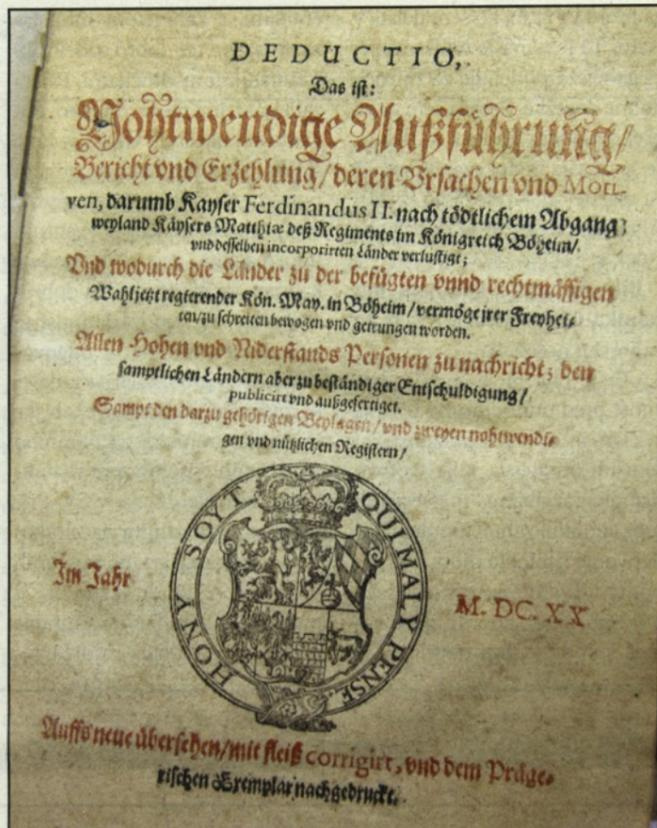 DEDUCTIO,
Das ist:
Nohtwendige Außführung/
Bericht vnd Erzehlung/deren Vrsachen vnd Moti-
ven, darumb Kayser Ferdinandus II. nach tödtlichem Abgang
weyland Käysers Matthiæ deß Regiments im Königreich Böheim/
vnd desselben incorporirten Länder verlustigt;
Vnd wodurch die Länder zu der befügten vnnd rechtmässigen
Wahl jetzt regierender Kön. May. in Böheim/vermöge jrer Freyhei-
ten/zu schreiten bewogen vnd getrungen worden.
Allen Hohen vnd Niderstands Personen zu nachricht; den
samptlichen Ländern aber zu beständiger Entschuldigung/
publicirt vnd außgefertiget.
Sampt den darzu gehörigen Beylagen/vnd zweyen nohtwendi-
gen vnd nützlichen Registern/
HONY SOYT QUI MAL Y PENSE
Im Jahr
M. DC. XX
Auffs neue übersehen/mit fleiß corrigirt, vnd dem Präge-
rischen Exemplar nachgedruckt.